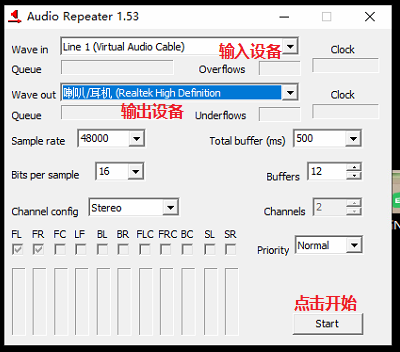 Audio Repeater 1.53
Wave in Line 1 (Virtual Audio Cable) 输入设备 Clock
Queue Overflows
Wave out 喇叭/耳机 (Realtek High Definition Clock
Queue 输出设备 Underflows
Sample rate 48000 Total buffer (ms) 500
Bits per sample 16 Buffers 12
Channel config Stereo Channels 2
FL FR FC LF BL BR FLC FRC BC SL SR
Priority Normal
点击开始
Start